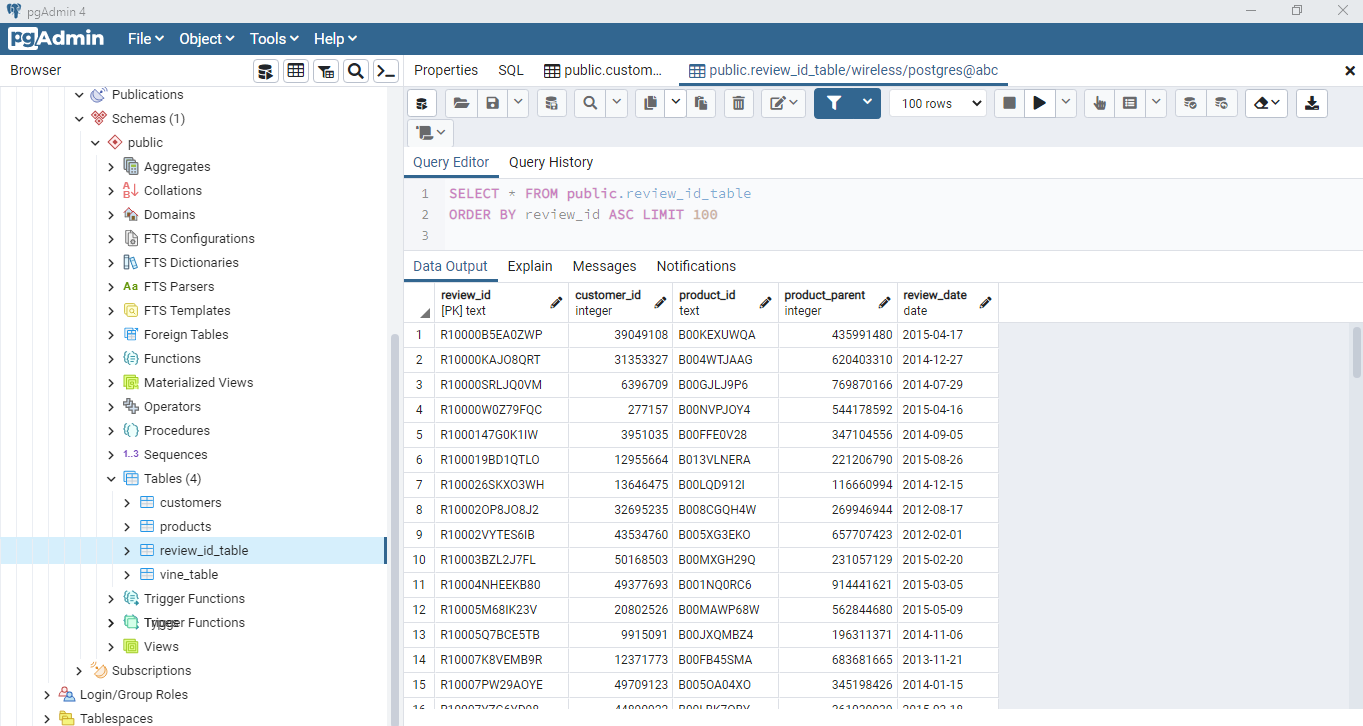 pgAdmin 4
pgAdmin File Object Tools Help
Browser
Properties SQL public.custom... public.review_id_table/wireless/postgres@abc
100 rows
Publications
Schemas (1)
public
Aggregates
Collations
Domains
FTS Configurations
FTS Dictionaries
Aa FTS Parsers
FTS Templates
Foreign Tables
Functions
Materialized Views
Operators
Procedures
1..3 Sequences
Tables (4)
customers
products
review_id_table
vine_table
Trigger Functions
Trigger Functions
Types
Views
Subscriptions
Login/Group Roles
Tablespaces
Query Editor Query History
1 SELECT * FROM public.review_id_table
2 ORDER BY review_id ASC LIMIT 100
3
Data Output Explain Messages Notifications
review_id customer_id product_id product_parent review_date
[PK] text integer text integer date
1 R10000B5EA0ZWP 39049108 B00KEXUWQA 435991480 2015-04-17
2 R10000KAJO8QRT 31353327 B004WTJAAG 620403310 2014-12-27
3 R10000SRLJQ0VM 6396709 B00GJLJ9P6 769870166 2014-07-29
4 R10000W0Z79FQC 277157 B00NVPJOY4 544178592 2015-04-16
5 R1000147G0K1IW 3951035 B00FFE0V28 347104556 2014-09-05
6 R100019BD1QTLO 12955664 B013VLNERA 221206790 2015-08-26
7 R100026SKXO3WH 13646475 B00LQD912I 116660994 2014-12-15
8 R10002OP8JO8J2 32695235 B008CGQH4W 269946944 2012-08-17
9 R10002VYTES6IB 43534760 B005XG3EKO 657707423 2012-02-01
10 R10003BZL2J7FL 50168503 B00MXGH29Q 231057129 2015-02-20
11 R10004NHEEKB80 49377693 B001NQ0RC6 914441621 2015-03-05
12 R10005M68IK23V 20802526 B00MAWP68W 562844680 2015-05-09
13 R10005Q7BCE5TB 9915091 B00JXQMBZ4 196311371 2014-11-06
14 R10007K8VEMB9R 12371773 B00FB45SMA 683681665 2013-11-21
15 R10007PW29AOYE 49709123 B005OA04XO 345198426 2014-01-15
16